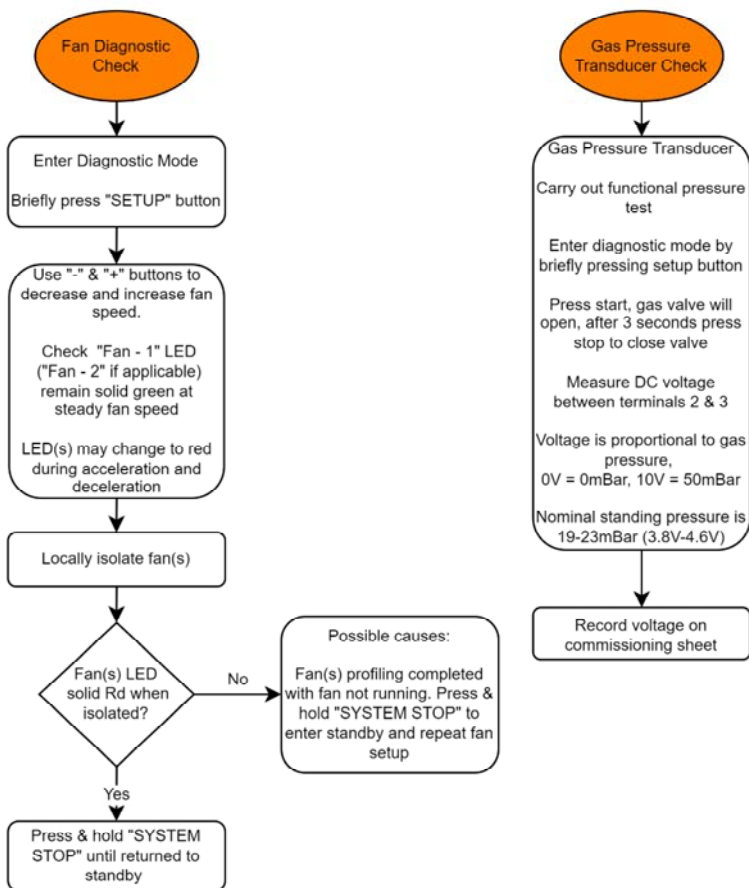 Fan Diagnostic
Check
Enter Diagnostic Mode
Briefly press "SETUP" button
Use "-" & "+" buttons to
decrease and increase fan
speed.
Check "Fan - 1" LED
("Fan - 2" if applicable)
remain solid green at
steady fan speed
LED(s) may change to red
during acceleration and
deceleration
Locally isolate fan(s)
Fan(s) LED
solid Rd when
isolated?
No
Possible causes:
Fan(s) profiling completed
with fan not running. Press &
hold "SYSTEM STOP" to
enter standby and repeat fan
setup
Yes
Press & hold "SYSTEM
STOP" until returned to
standby
Gas Pressure
Transducer Check
Gas Pressure Transducer
Carry out functional pressure
test
Enter diagnostic mode by
briefly pressing setup button
Press start, gas valve will
open, after 3 seconds press
stop to close valve
Measure DC voltage
between terminals 2 & 3
Voltage is proportional to gas
pressure,
0V = 0mBar, 10V = 50mBar
Nominal standing pressure is
19-23mBar (3.8V-4.6V)
Record voltage on
commissioning sheet